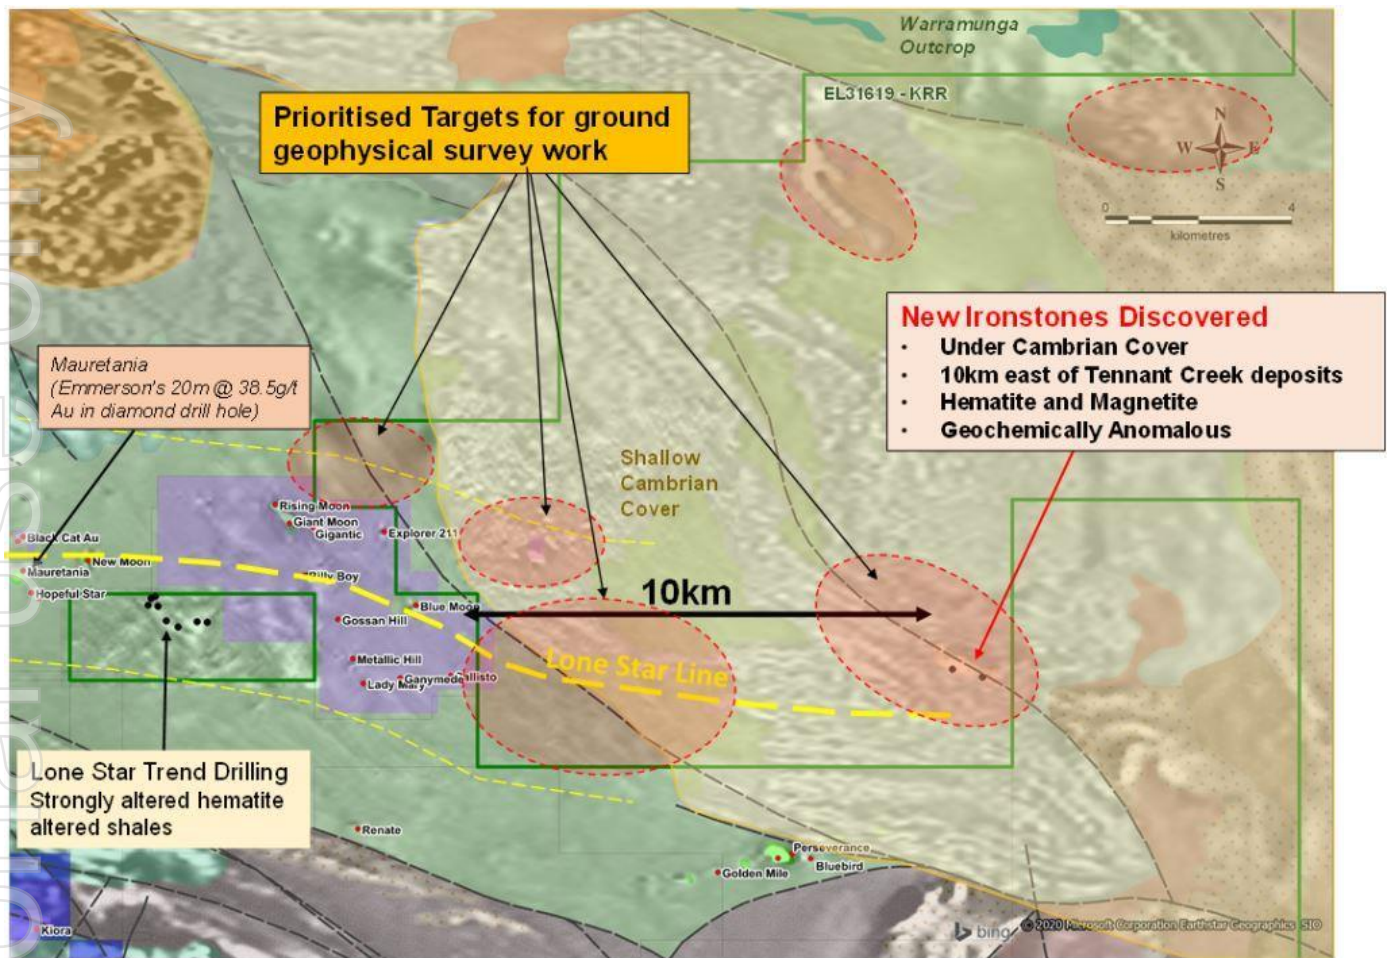 Warramunga
Outcrop
EL31619 - KRR
Prioritised Targets for ground
geophysical survey work
N
W E
S
0 4
kilometres
New Ironstones Discovered
• Under Cambrian Cover
• 10km east of Tennant Creek deposits
• Hematite and Magnetite
• Geochemically Anomalous
Mauretania
(Emmerson's 20m @ 38.5g/t
Au in diamond drill hole)
Shallow
Cambrian
Cover
Rising Moon
Giant Moon
Gigantic
Explorer 211
Black Cat Au
New Moon
Mauretania
Billy Boy
Hopeful Star
10km
Blue Moon
Gossan Hill
Metallic Hill
Lone Star Line
Lady Mary
Ganymede
Callisto
Lone Star Trend Drilling
Strongly altered hematite
altered shales
Renate
Perseverance
Bluebird
Golden Mile
Kiora
bing
© 2020 Microsoft Corporation Earthstar Geographics SIO